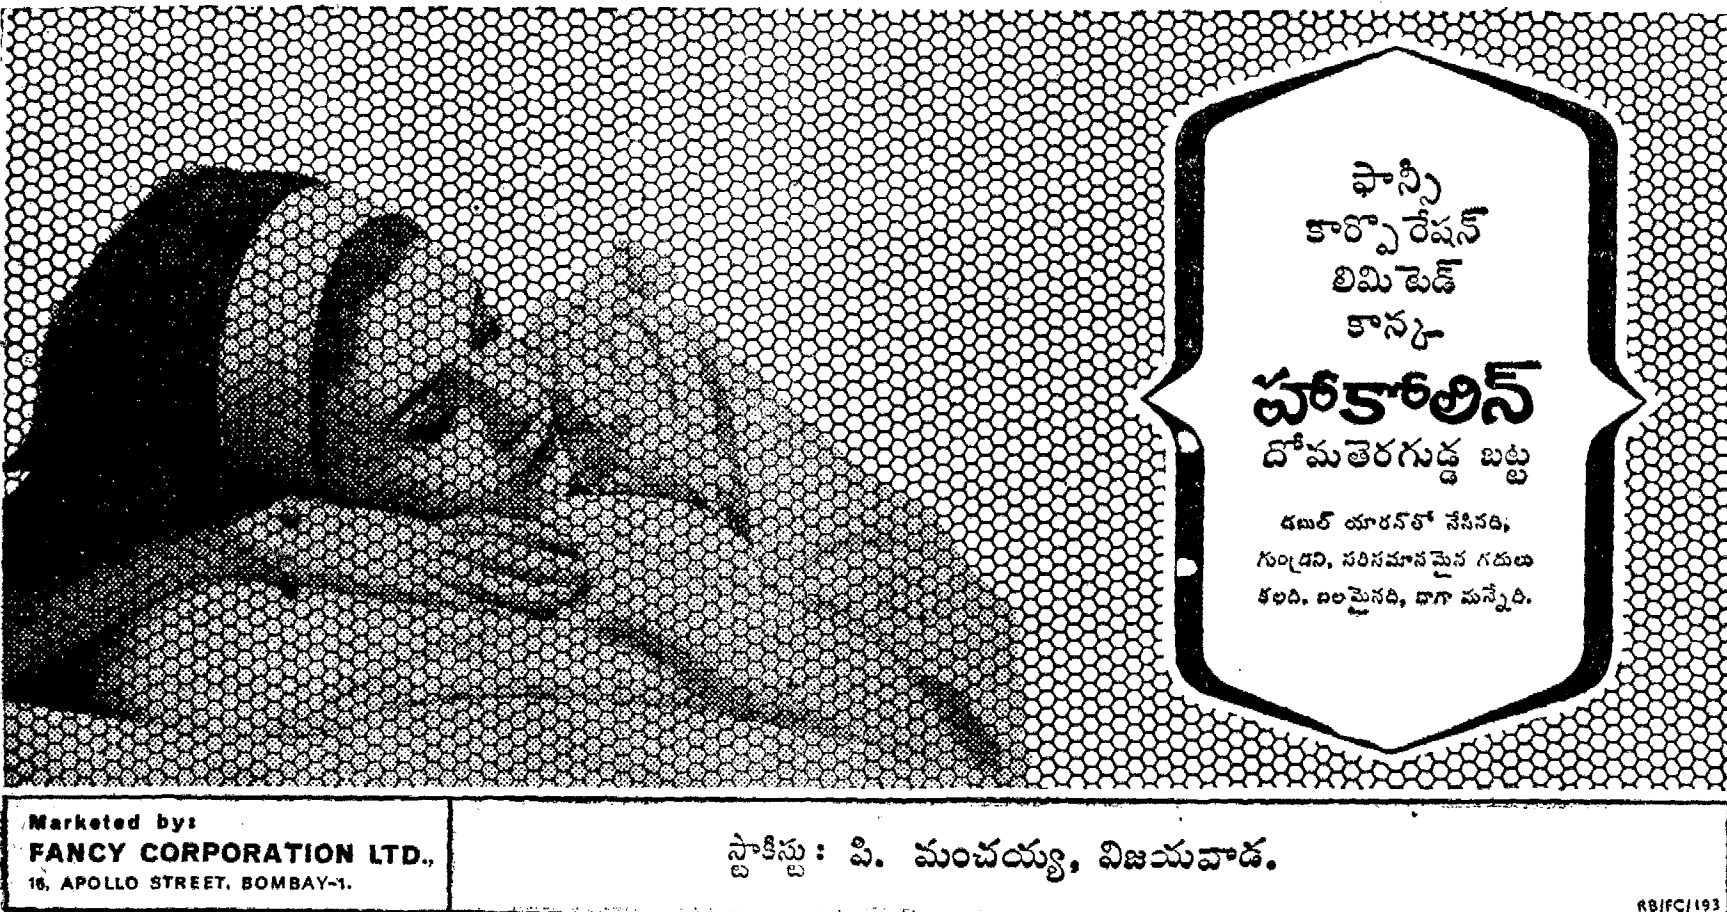 ఫాన్సీ
కార్పొరేషన్
లిమిటెడ్
కాన్క
హాకోలిన్
దోమతెరగుడ్డ బట్ట
డబుల్ యారన్‌తో నేసినది;
గుండ్రని, సరిసమానమైన గదులు
కలది. బలమైనది, ధాగా మన్నేది.
Marketed by:
FANCY CORPORATION LTD.,
16, APOLLO STREET, BOMBAY-1.
స్టాకిస్టు : పి. మంచయ్య, విజయవాడ.
RB/FC/193